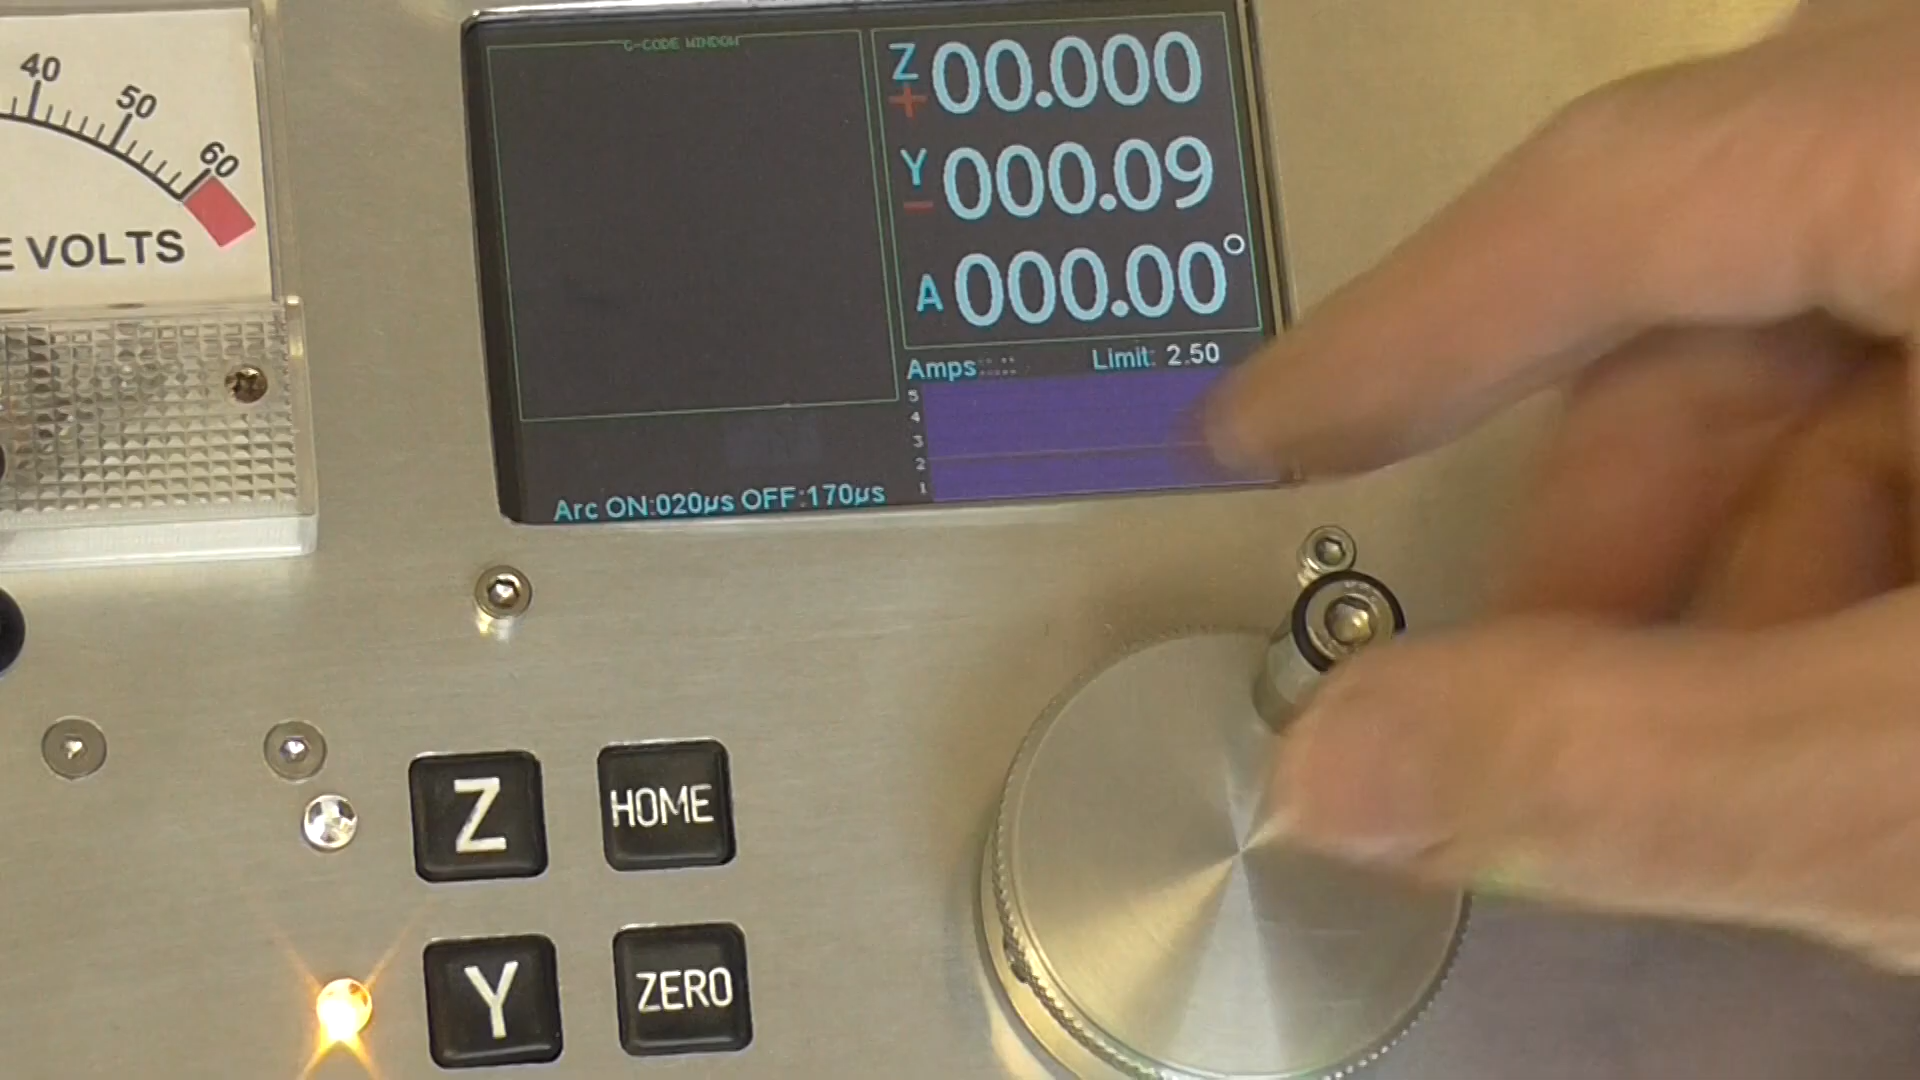 40
50
60
E VOLTS
G-CODE WINDOW
Z 00.000
+
Y 000.09
-
A 000.00°
Amps
Limit: 2.50
5
4
3
2
1
Arc ON:020µs OFF:170µs
Z
HOME
Y
ZERO